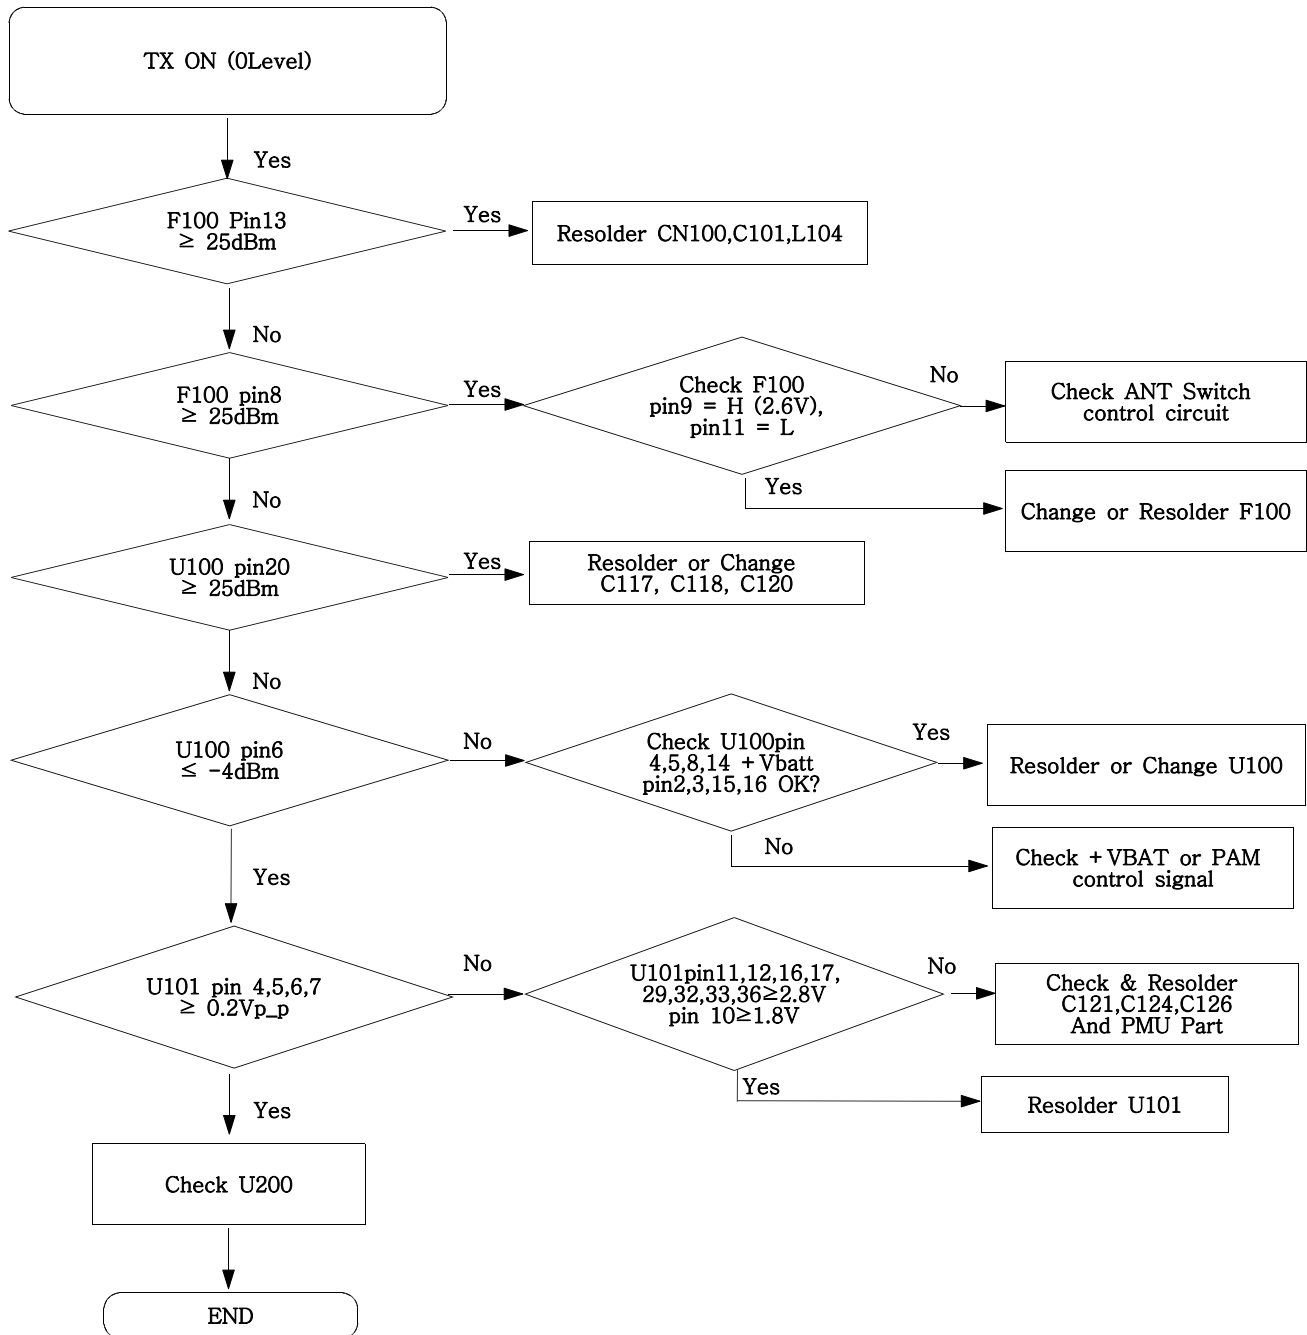 TX ON (0Level)
Yes
F100 Pin13
≥ 25dBm
Yes
Resolder CN100,C101,L104
No
F100 pin8
≥ 25dBm
Yes
Check F100
pin9 = H (2.6V),
pin11 = L
No
Check ANT Switch
control circuit
Yes
Change or Resolder F100
No
U100 pin20
≥ 25dBm
Yes
Resolder or Change
C117, C118, C120
No
U100 pin6
≤ -4dBm
No
Check U100pin
4,5,8,14 +Vbatt
pin2,3,15,16 OK?
Yes
Resolder or Change U100
No
Check +VBAT or PAM
control signal
Yes
U101 pin 4,5,6,7
≥ 0.2Vp_p
No
U101pin11,12,16,17,
29,32,33,36≥2.8V
pin 10≥1.8V
No
Check & Resolder
C121,C124,C126
And PMU Part
Yes
Resolder U101
Yes
Check U200
END